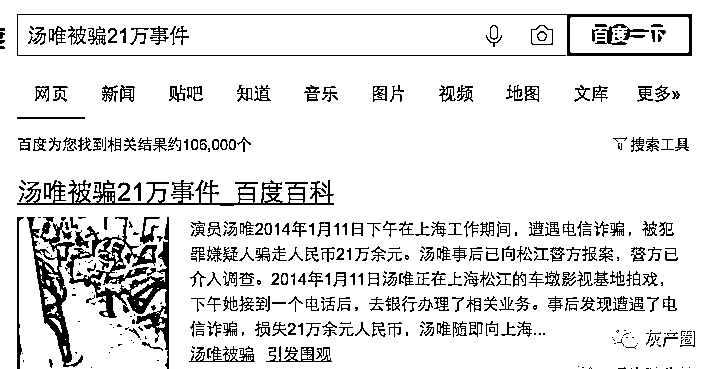 汤唯被骗21万事件
百度一下
网页 新闻 贴吧 知道 音乐 图片 视频 地图 文库 更多»
百度为您找到相关结果约106,000个
搜索工具
汤唯被骗21万事件_百度百科
演员汤唯2014年1月11日下午在上海工作期间，遭遇电信诈骗，被犯
罪嫌疑人骗走人民币21万余元。汤唯事后已向松江警方报案，警方已
介入调查。2014年1月11日汤唯正在上海松江的车墩影视基地拍戏，
下午她接到一个电话后，去银行办理了相关业务。事后发现遭遇了电
信诈骗，损失21万余元人民币，汤唯随即向上海...
汤唯被骗 引发围观
灰产圈